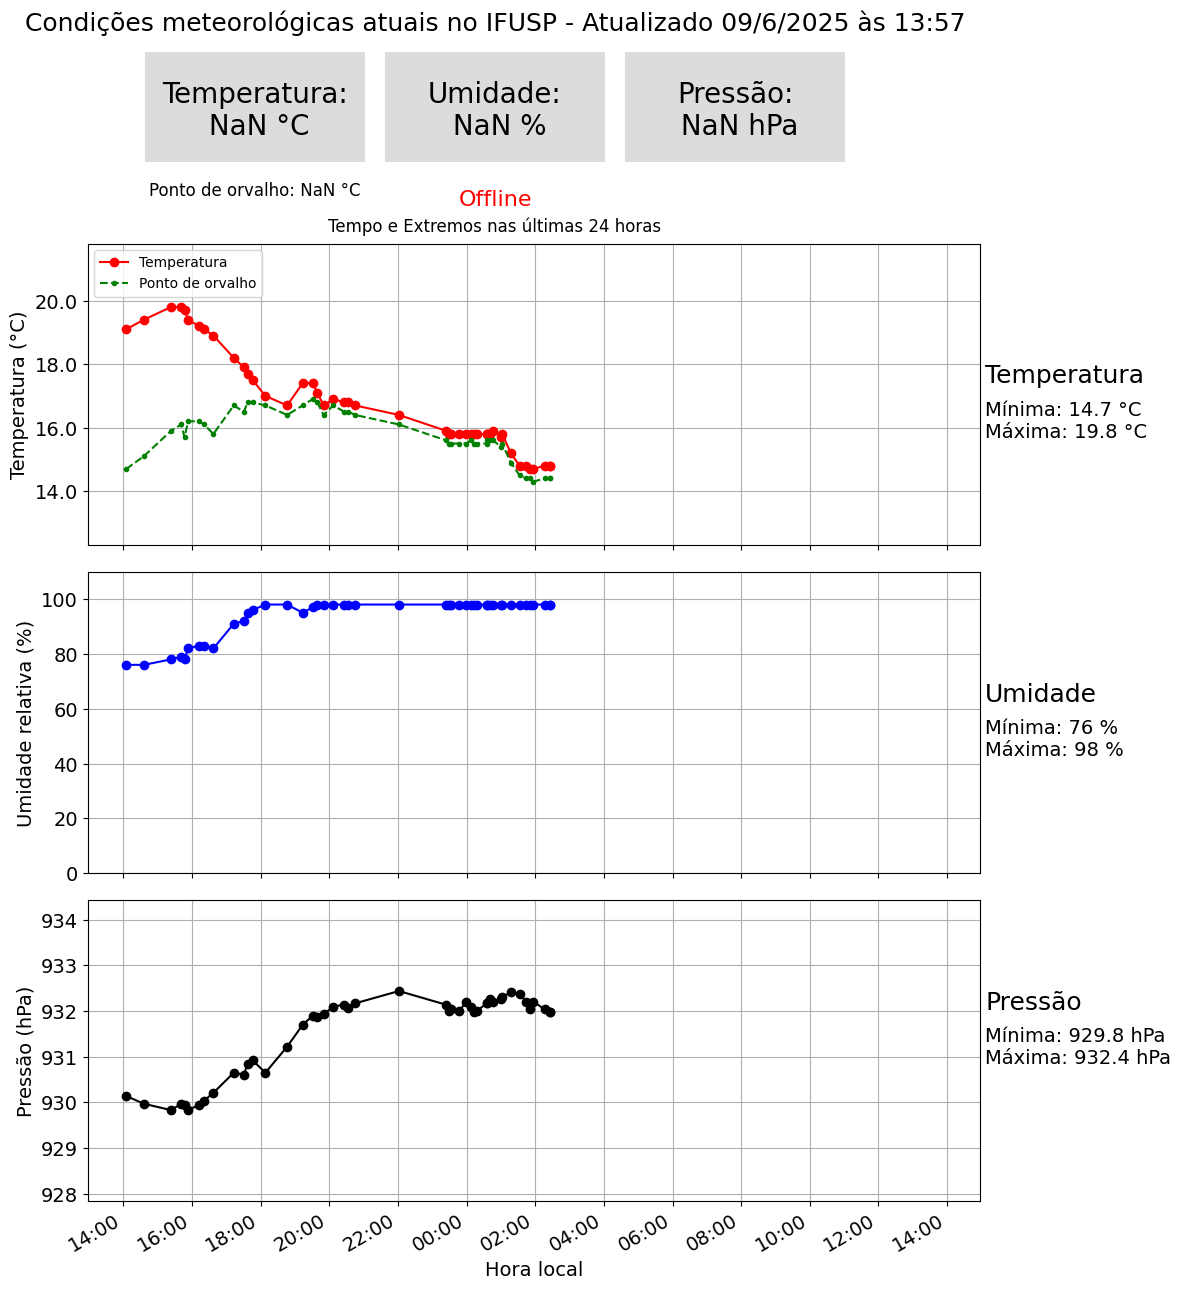 Condições meteorológicas atuais no IFUSP - Atualizado 09/6/2025 às 13:57
Temperatura:
NaN °C
Umidade:
NaN %
Pressão:
NaN hPa
Ponto de orvalho: NaN °C
Offline
Tempo e Extremos nas últimas 24 horas
Temperatura
Ponto de orvalho
Temperatura (°C)
20.0
18.0
16.0
14.0
Temperatura
Mínima: 14.7 °C
Máxima: 19.8 °C
Umidade relativa (%)
100
80
60
40
20
0
Umidade
Mínima: 76 %
Máxima: 98 %
Pressão (hPa)
934
933
932
931
930
929
928
Pressão
Mínima: 929.8 hPa
Máxima: 932.4 hPa
14:00
16:00
18:00
20:00
22:00
00:00
02:00
04:00
06:00
08:00
10:00
12:00
14:00
Hora local